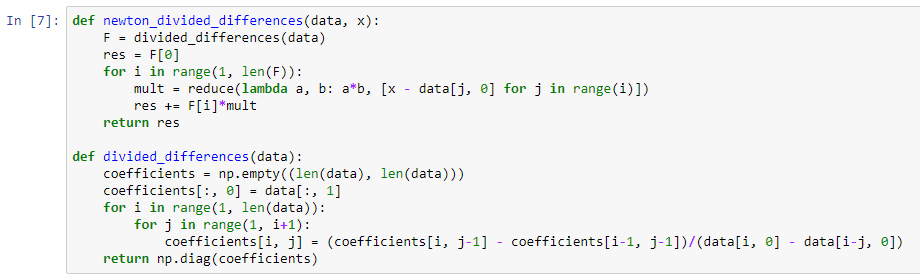 In [7]: def newton_divided_differences(data, x):
    F = divided_differences(data)
    res = F[0]
    for i in range(1, len(F)):
        mult = reduce(lambda a, b: a*b, [x - data[j, 0] for j in range(i)])
        res += F[i]*mult
    return res

def divided_differences(data):
    coefficients = np.empty((len(data), len(data)))
    coefficients[:, 0] = data[:, 1]
    for i in range(1, len(data)):
        for j in range(1, i+1):
            coefficients[i, j] = (coefficients[i, j-1] - coefficients[i-1, j-1])/(data[i, 0] - data[i-j, 0])
    return np.diag(coefficients)